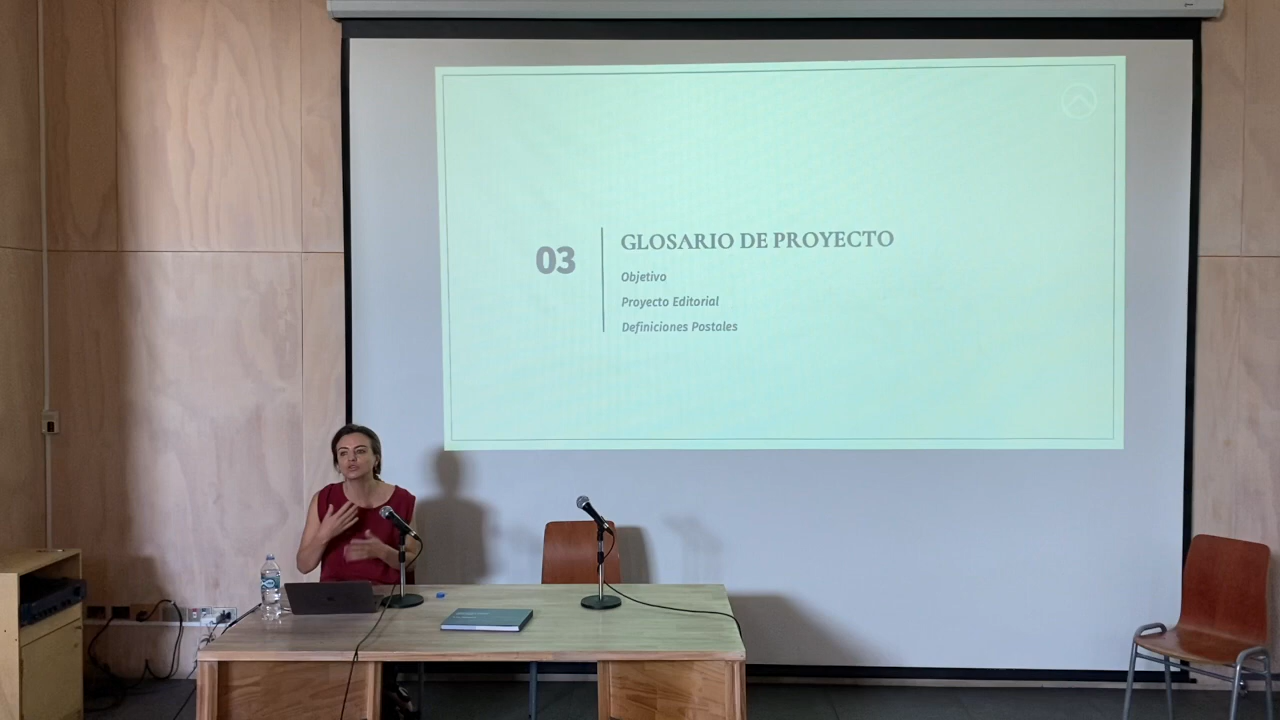 03
GLOSARIO DE PROYECTO
Objetivo
Proyecto Editorial
Definiciones Postales